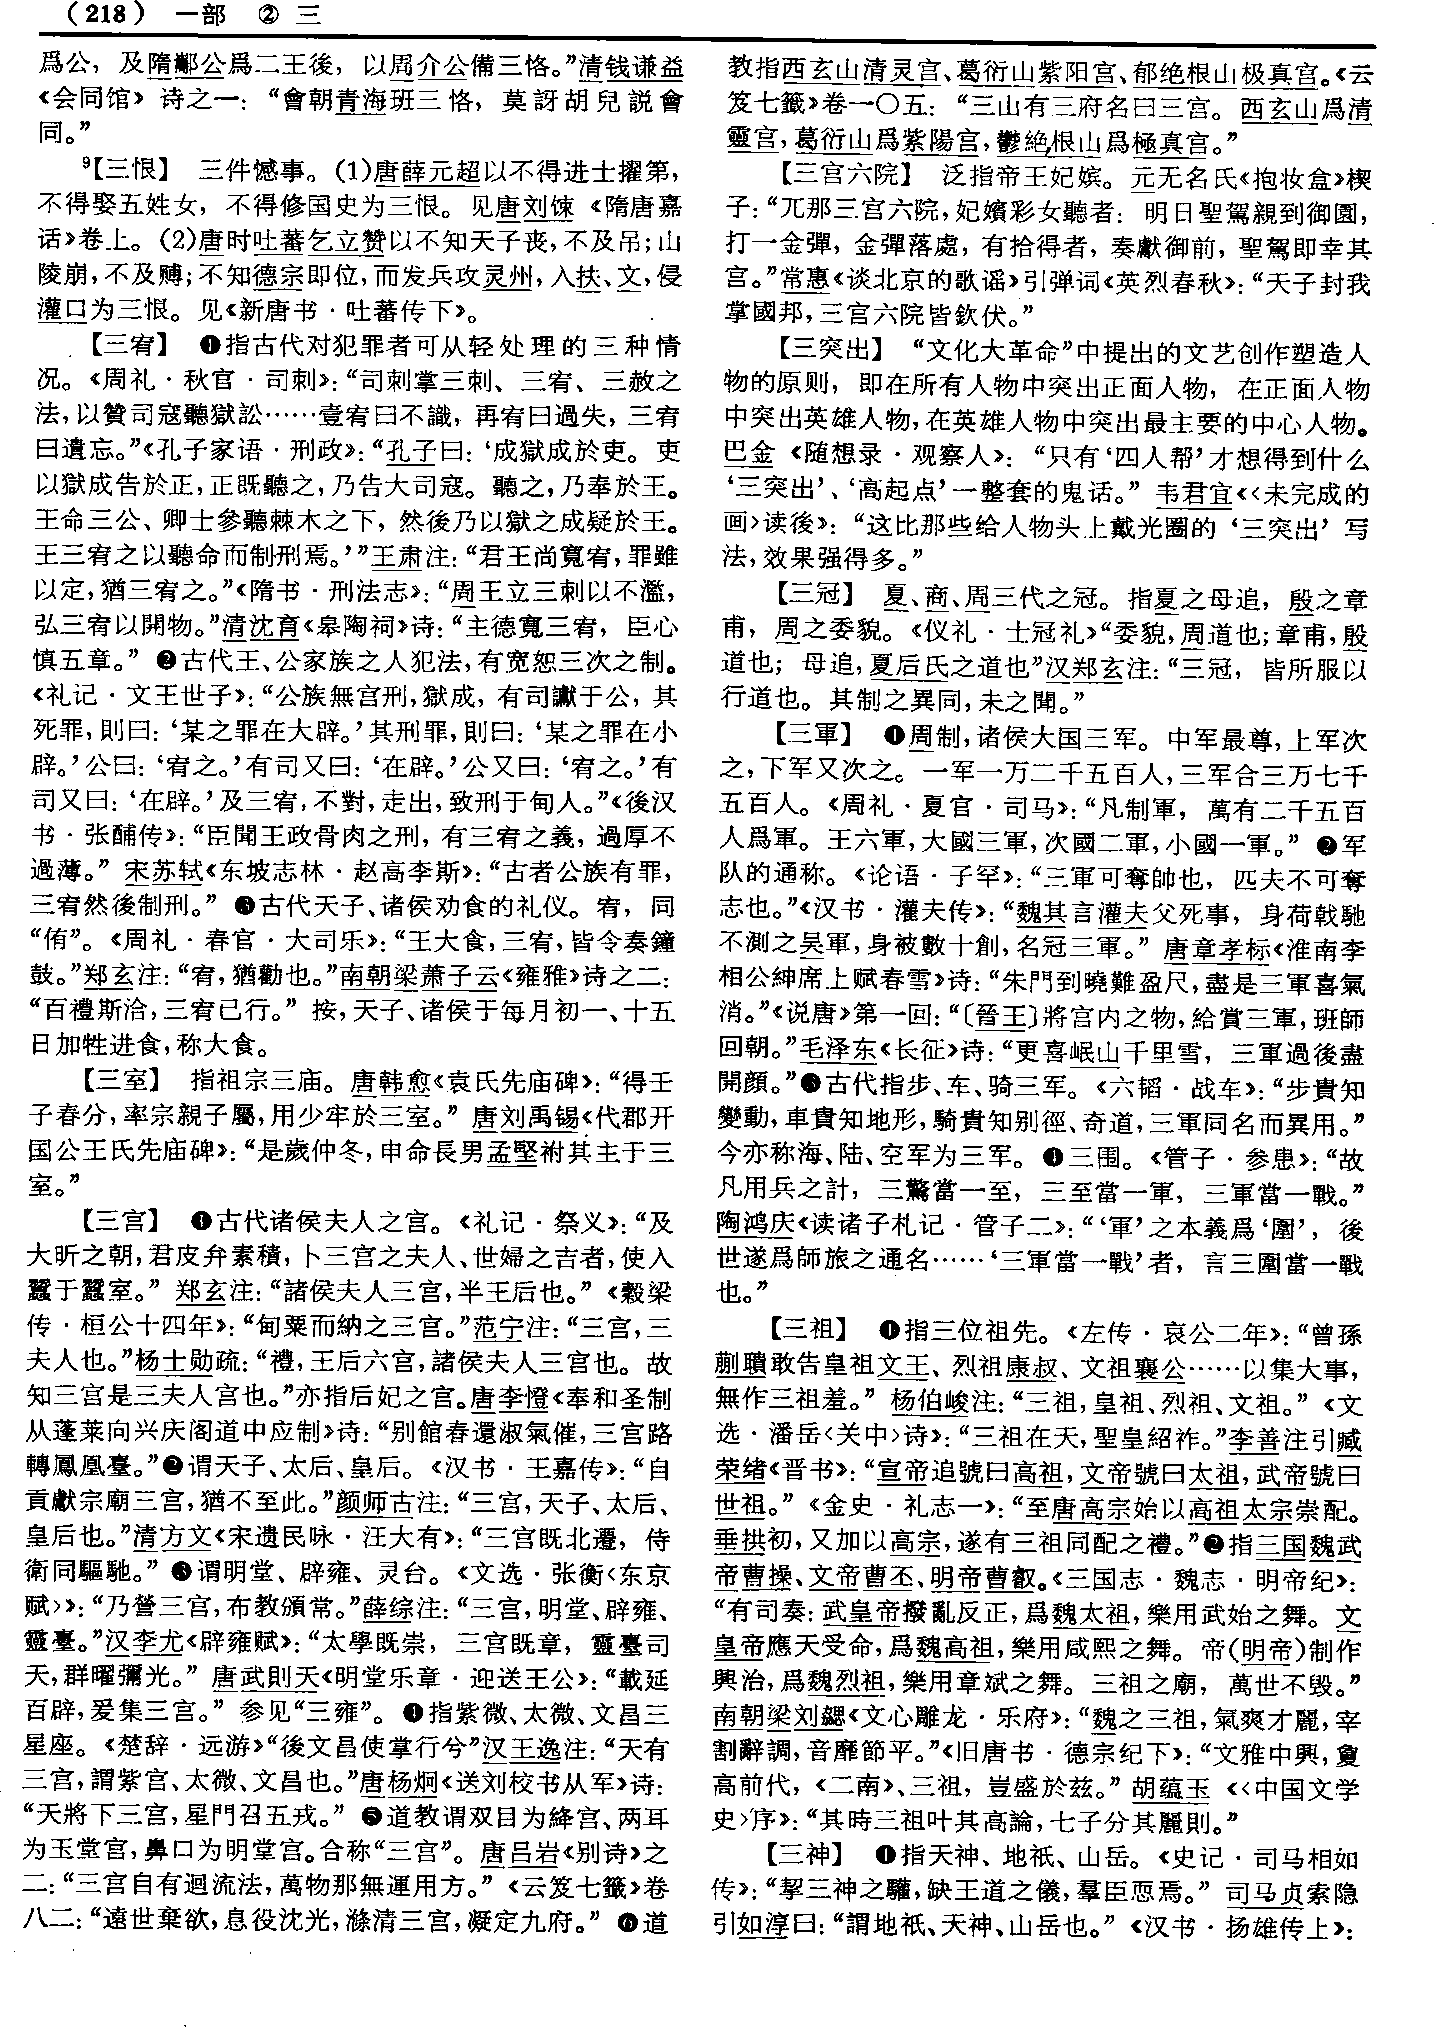 （218） 一部 ② 三
爲公，及隋酅公爲二王後，以周介公備三恪。”清钱谦益
《会同馆》诗之一：“會朝青海班三恪，莫訝胡兒説會
同。”
⁹【三恨】 三件憾事。(1)唐薛元超以不得进士擢第，
不得娶五姓女，不得修国史为三恨。见唐刘𫗧《隋唐嘉
话》卷上。(2)唐时吐蕃乞立赞以不知天子丧，不及吊；山
陵崩，不及赙；不知德宗即位，而发兵攻灵州，入扶、文，侵
灌口为三恨。见《新唐书·吐蕃传下》。
【三宥】 ❶指古代对犯罪者可从轻处理的三种情
况。《周礼·秋官·司刺》：“司刺掌三刺、三宥、三赦之
法，以贊司寇聽獄訟……壹宥曰不識，再宥曰過失，三宥
曰遺忘。”《孔子家语·刑政》：“孔子曰：‘成獄成於吏。吏
以獄成告於正，正既聽之，乃告大司寇。聽之，乃奉於王。
王命三公、卿士參聽棘木之下，然後乃以獄之成疑於王。
王三宥之以聽命而制刑焉。’”王肃注：“君王尚寬宥，罪雖
以定，猶三宥之。”《隋书·刑法志》：“周王立三刺以不濫，
弘三宥以開物。”清沈育《皋陶祠》诗：“主德寬三宥，臣心
慎五章。” ❷古代王、公家族之人犯法，有宽恕三次之制。
《礼记·文王世子》：“公族無宫刑，獄成，有司讞于公，其
死罪，則曰：‘某之罪在大辟。’其刑罪，則曰：‘某之罪在小
辟。’公曰：‘宥之。’有司又曰：‘在辟。’公又曰：‘宥之。’有
司又曰：‘在辟。’及三宥，不對，走出，致刑于甸人。”《後汉
书·张酺传》：“臣聞王政骨肉之刑，有三宥之義，過厚不
過薄。” 宋苏轼《东坡志林·赵高李斯》：“古者公族有罪，
三宥然後制刑。” ❸古代天子、诸侯劝食的礼仪。宥，同
“侑”。《周礼·春官·大司乐》：“王大食，三宥，皆令奏鐘
鼓。”郑玄注：“宥，猶勸也。”南朝梁萧子云《雍雅》诗之二：
“百禮斯洽，三宥已行。” 按，天子、诸侯于每月初一、十五
日加牲进食，称大食。
【三室】 指祖宗三庙。唐韩愈《袁氏先庙碑》：“得壬
子春分，率宗親子屬，用少牢於三室。” 唐刘禹锡《代郡开
国公王氏先庙碑》：“是歲仲冬，申命長男孟堅祔其主于三
室。”
【三宫】 ❶古代诸侯夫人之宫。《礼记·祭义》：“及
大昕之朝，君皮弁素積，卜三宫之夫人、世婦之吉者，使入
蠶于蠶室。” 郑玄注：“諸侯夫人三宫，半王后也。” 《穀梁
传·桓公十四年》：“甸粟而納之三宫。”范宁注：“三宫，三
夫人也。”杨士勋疏：“禮，王后六宫，諸侯夫人三宫也。故
知三宫是三夫人宫也。”亦指后妃之宫。唐李憕《奉和圣制
从蓬莱向兴庆阁道中应制》诗：“别館春還淑氣催，三宫路
轉鳳凰臺。”❷谓天子、太后、皇后。《汉书·王嘉传》：“自
貢獻宗廟三宫，猶不至此。”颜师古注：“三宫，天子、太后、
皇后也。”清方文《宋遗民咏·汪大有》：“三宫既北遷，侍
衛同驅馳。” ❸谓明堂、辟雍、灵台。《文选·张衡〈东京
赋〉》：“乃營三宫，布教頒常。”薛综注：“三宫，明堂、辟雍、
靈臺。”汉李尤《辟雍赋》：“太學既崇，三宫既章，靈臺司
天，群曜彌光。” 唐武則天《明堂乐章·迎送王公》：“載延
百辟，爰集三宫。” 参见“三雍”。❹指紫微、太微、文昌三
星座。《楚辞·远游》“後文昌使掌行兮”汉王逸注：“天有
三宫，謂紫宫、太微、文昌也。”唐杨炯《送刘校书从军》诗：
“天將下三宫，星門召五戎。” ❺道教谓双目为绛宫、两耳
为玉堂宫，鼻口为明堂宫。合称“三宫”。唐吕岩《别诗》之
二：“三宫自有迴流法，萬物那無運用方。” 《云笈七籤》卷
八二：“遠世棄欲，息役沈光，滌清三宫，凝定九府。” ❻道
教指西玄山清灵宫、葛衍山紫阳宫、郁绝根山极真宫。《云
笈七籤》卷一〇五：“三山有三府名曰三宫。西玄山爲清
靈宫，葛衍山爲紫陽宫，鬱絶根山爲極真宫。”
【三宫六院】 泛指帝王妃嫔。元无名氏《抱妆盒》楔
子：“兀那三宫六院，妃嬪彩女聽者：明日聖駕親到御園，
打一金彈，金彈落處，有拾得者，奏獻御前，聖駕即幸其
宫。”常惠《谈北京的歌谣》引弹词《英烈春秋》：“天子封我
掌國邦，三宫六院皆欽伏。”
【三突出】 “文化大革命”中提出的文艺创作塑造人
物的原则，即在所有人物中突出正面人物，在正面人物
中突出英雄人物，在英雄人物中突出最主要的中心人物。
巴金《随想录·观察人》：“只有‘四人帮’才想得到什么
‘三突出’、‘高起点’一整套的鬼话。” 韦君宜《〈未完成的
画〉读後》：“这比那些给人物头上戴光圈的‘三突出’写
法，效果强得多。”
【三冠】 夏、商、周三代之冠。指夏之母追，殷之章
甫，周之委貌。《仪礼·士冠礼》“委貌，周道也；章甫，殷
道也；母追，夏后氏之道也”汉郑玄注：“三冠，皆所服以
行道也。其制之異同，未之聞。”
【三軍】 ❶周制，诸侯大国三军。中军最尊，上军次
之，下军又次之。一军一万二千五百人，三军合三万七千
五百人。《周礼·夏官·司马》：“凡制軍，萬有二千五百
人爲軍。王六軍，大國三軍，次國二軍，小國一軍。” ❷军
队的通称。《论语·子罕》：“三軍可奪帥也，匹夫不可奪
志也。”《汉书·灌夫传》：“魏其言灌夫父死事，身荷戟馳
不測之吴軍，身被數十創，名冠三軍。” 唐章孝标《淮南李
相公紳席上赋春雪》诗：“朱門到曉難盈尺，盡是三軍喜氣
消。”《说唐》第一回：“〔晉王〕將宫内之物，給賞三軍，班師
回朝。”毛泽东《长征》诗：“更喜岷山千里雪，三軍過後盡
開顔。”❸古代指步、车、骑三军。《六韬·战车》：“步貴知
變動，車貴知地形，騎貴知别徑、奇道，三軍同名而異用。”
今亦称海、陆、空军为三军。❹三围。《管子·参患》：“故
凡用兵之計，三驚當一至，三至當一軍，三軍當一戰。”
陶鸿庆《读诸子札记·管子二》：“‘軍’之本義爲‘圍’，後
世遂爲師旅之通名……‘三軍當一戰’者，言三圍當一戰
也。”
【三祖】 ❶指三位祖先。《左传·哀公二年》：“曾孫
蒯聵敢告皇祖文王、烈祖康叔、文祖襄公……以集大事，
無作三祖羞。” 杨伯峻注：“三祖，皇祖、烈祖、文祖。” 《文
选·潘岳〈关中〉诗》：“三祖在天，聖皇紹祚。”李善注引臧
荣绪《晋书》：“宣帝追號曰高祖，文帝號曰太祖，武帝號曰
世祖。” 《金史·礼志一》：“至唐高宗始以高祖太宗崇配。
垂拱初，又加以高宗，遂有三祖同配之禮。”❷指三国魏武
帝曹操、文帝曹丕、明帝曹叡。《三国志·魏志·明帝纪》：
“有司奏：武皇帝撥亂反正，爲魏太祖，樂用武始之舞。文
皇帝應天受命，爲魏高祖，樂用咸熙之舞。帝（明帝）制作
興治，爲魏烈祖，樂用章斌之舞。三祖之廟，萬世不毁。”
南朝梁刘勰《文心雕龙·乐府》：“魏之三祖，氣爽才麗，宰
割辭調，音靡節平。”《旧唐书·德宗纪下》：“文雅中興，夐
高前代，《二南》、三祖，豈盛於兹。” 胡蕴玉《〈中国文学
史〉序》：“其時三祖叶其高論，七子分其麗則。”
【三神】 ❶指天神、地祇、山岳。《史记·司马相如
传》：“挈三神之驩，缺王道之儀，羣臣恧焉。” 司马贞索隐
引如淳曰：“謂地祇、天神、山岳也。” 《汉书·扬雄传上》：